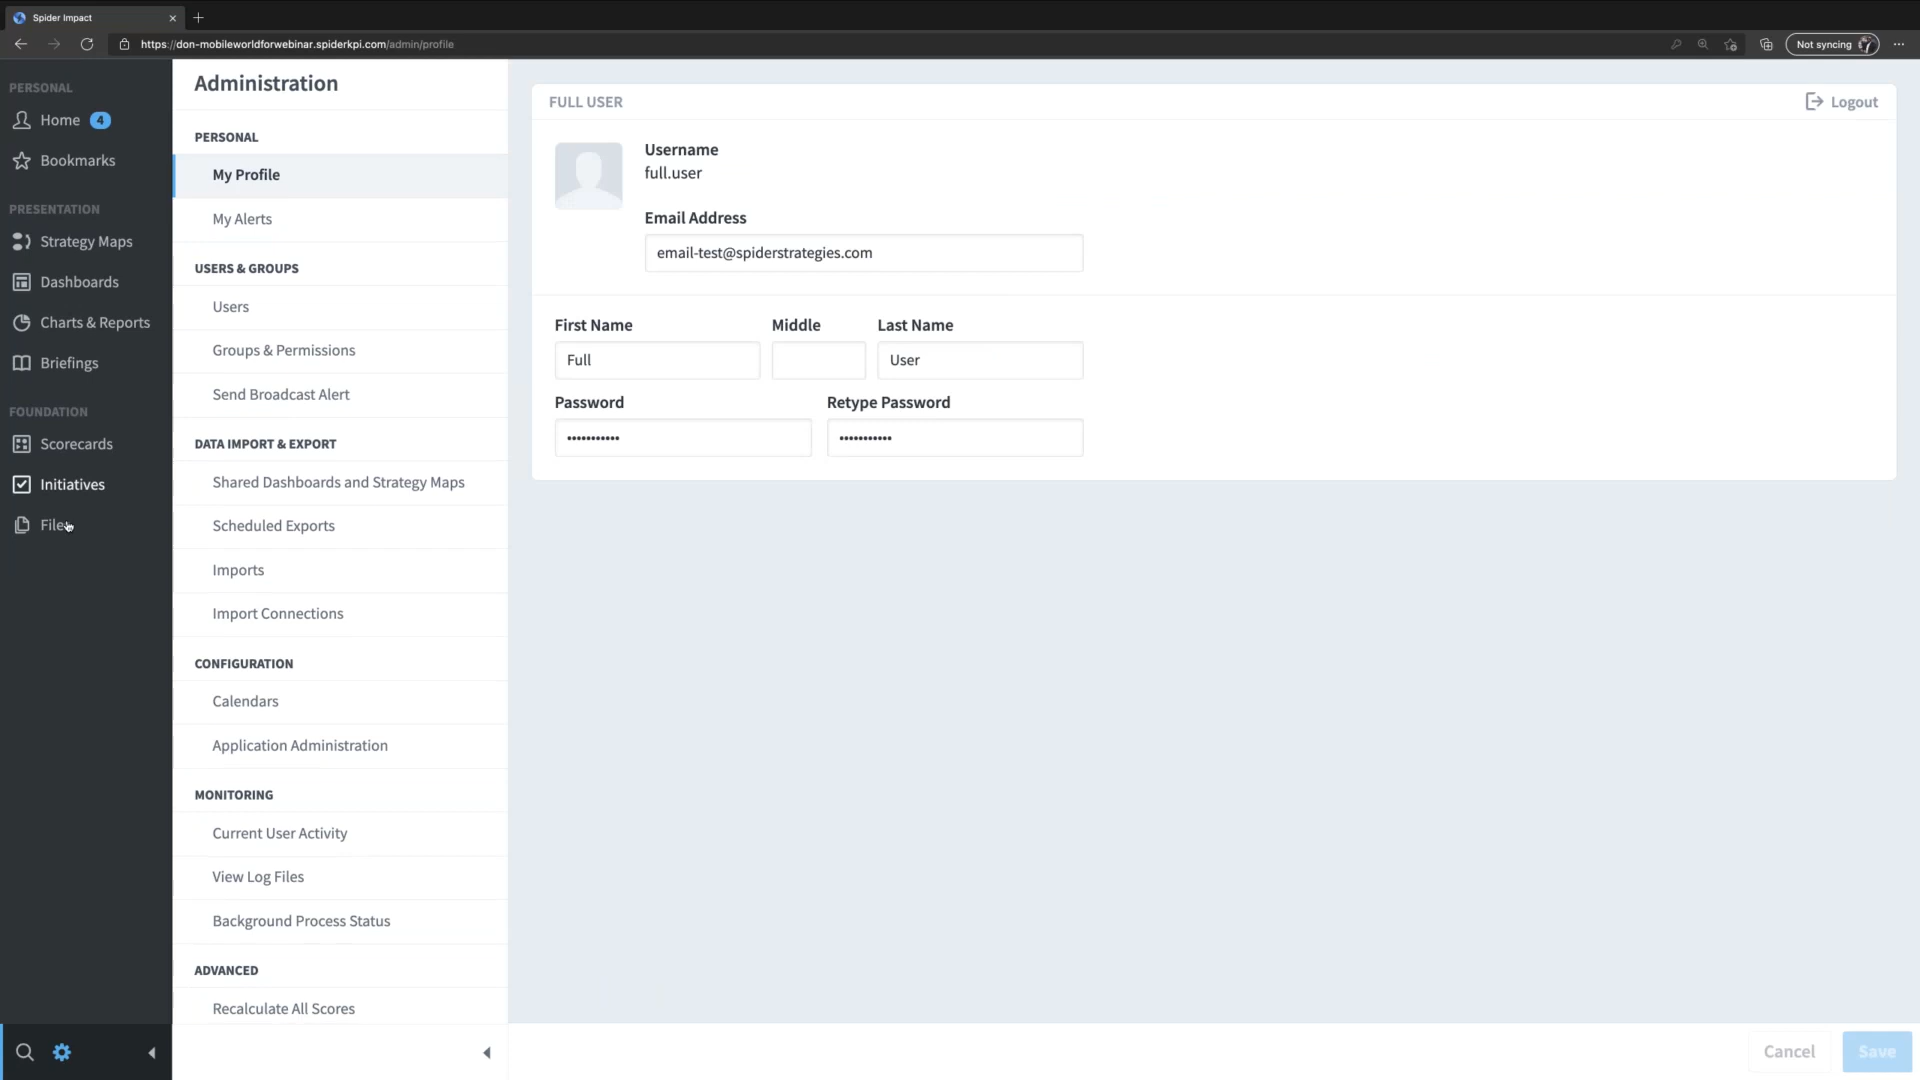 Spider Impact
https://don-mobileworldforwebinar.spiderkpi.com/admin/profile
Not syncing
PERSONAL
Home 4
Bookmarks
PRESENTATION
Strategy Maps
Dashboards
Charts & Reports
Briefings
FOUNDATION
Scorecards
Initiatives
Administration
PERSONAL
My Profile
My Alerts
USERS & GROUPS
Users
Groups & Permissions
Send Broadcast Alert
DATA IMPORT & EXPORT
Shared Dashboards and Strategy Maps
Scheduled Exports
Imports
Import Connections
CONFIGURATION
Calendars
Application Administration
MONITORING
Current User Activity
View Log Files
Background Process Status
ADVANCED
Recalculate All Scores
FULL USER
Logout
Username
full.user
Email Address
email-test@spiderstrategies.com
First Name Middle Last Name
Full User
Password Retype Password
••••••••••• •••••••••••
Cancel Save